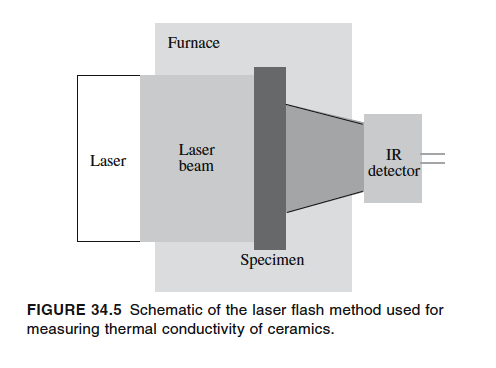 Furnace
Laser
Laser
beam
IR
detector
Specimen
FIGURE 34.5 Schematic of the laser flash method used for
measuring thermal conductivity of ceramics.